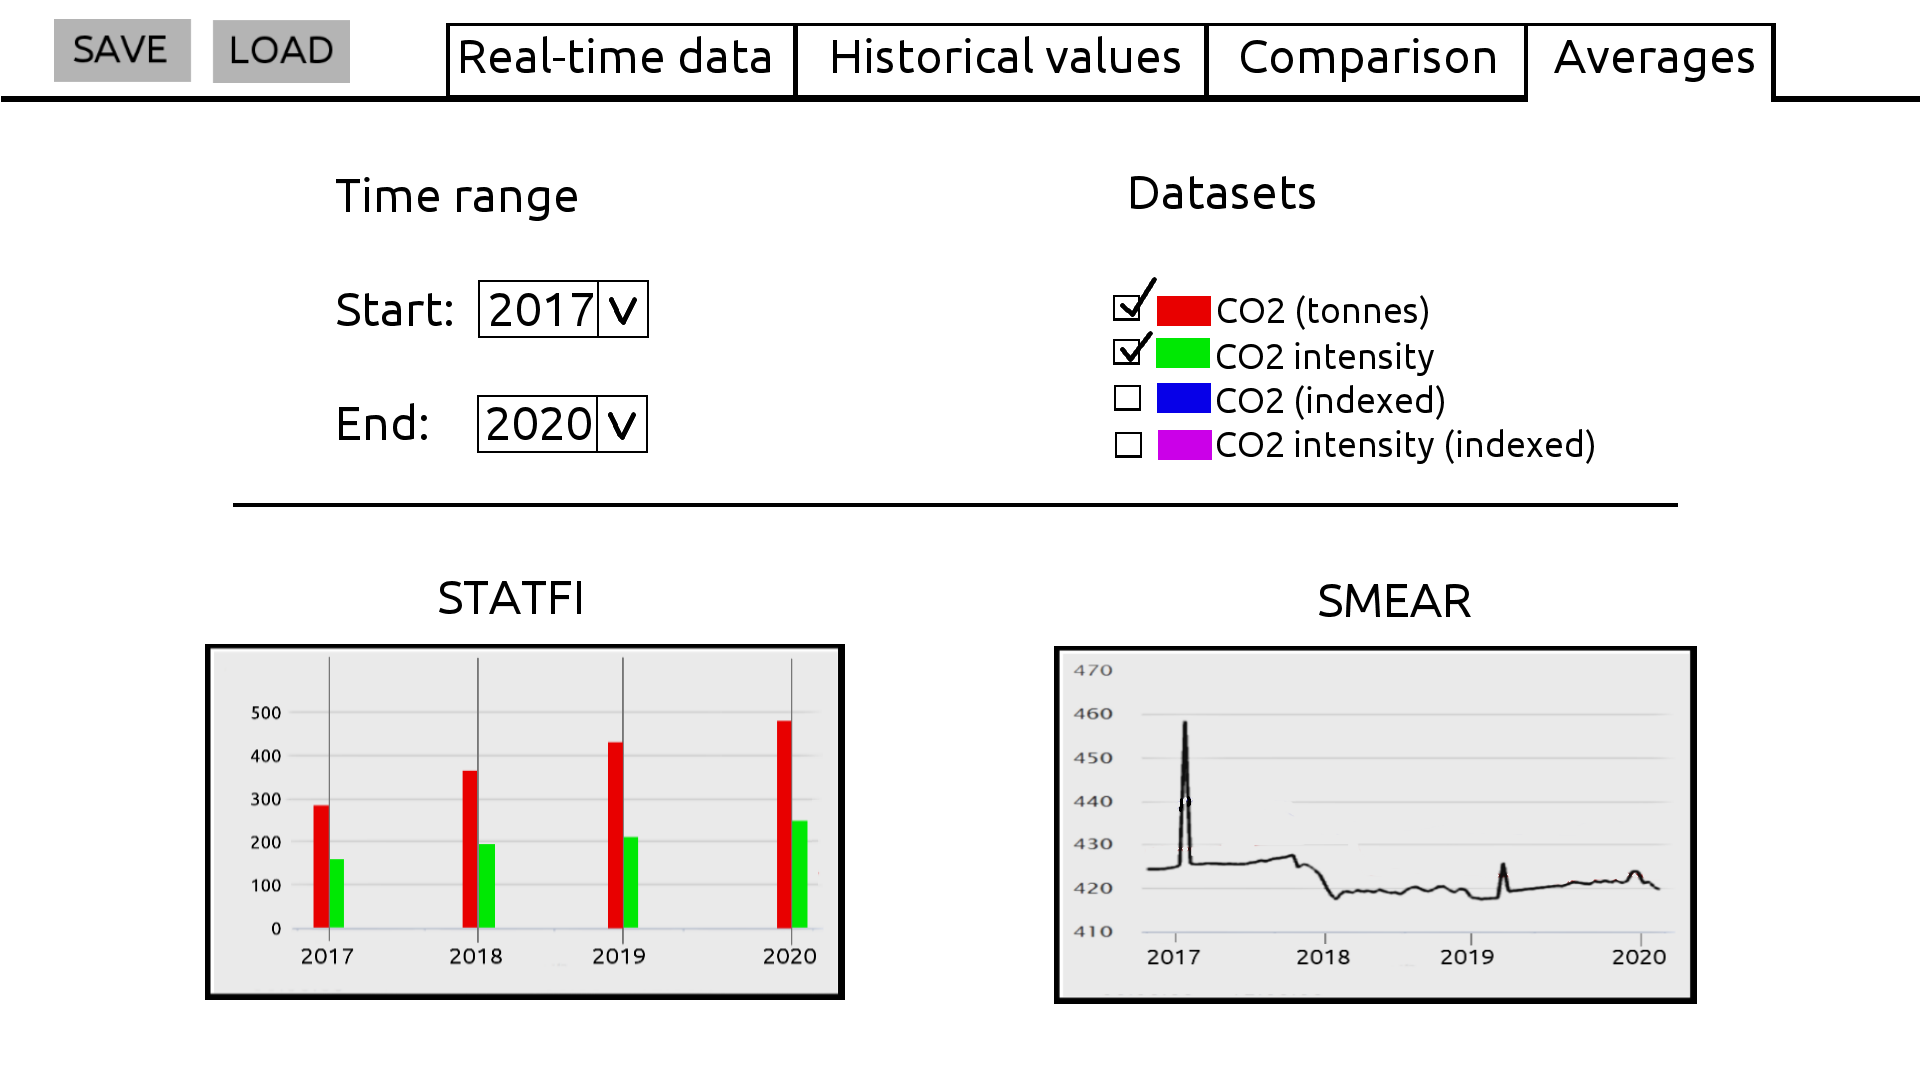 SAVE LOAD Real-time data Historical values Comparison Averages
Time range
Start: 2017 V
End: 2020 V
Datasets
CO2 (tonnes)
CO2 intensity
CO2 (indexed)
CO2 intensity (indexed)
STATFI
500
400
300
200
100
0
2017 2018 2019 2020
SMEAR
470
460
450
440
430
420
410
2017 2018 2019 2020